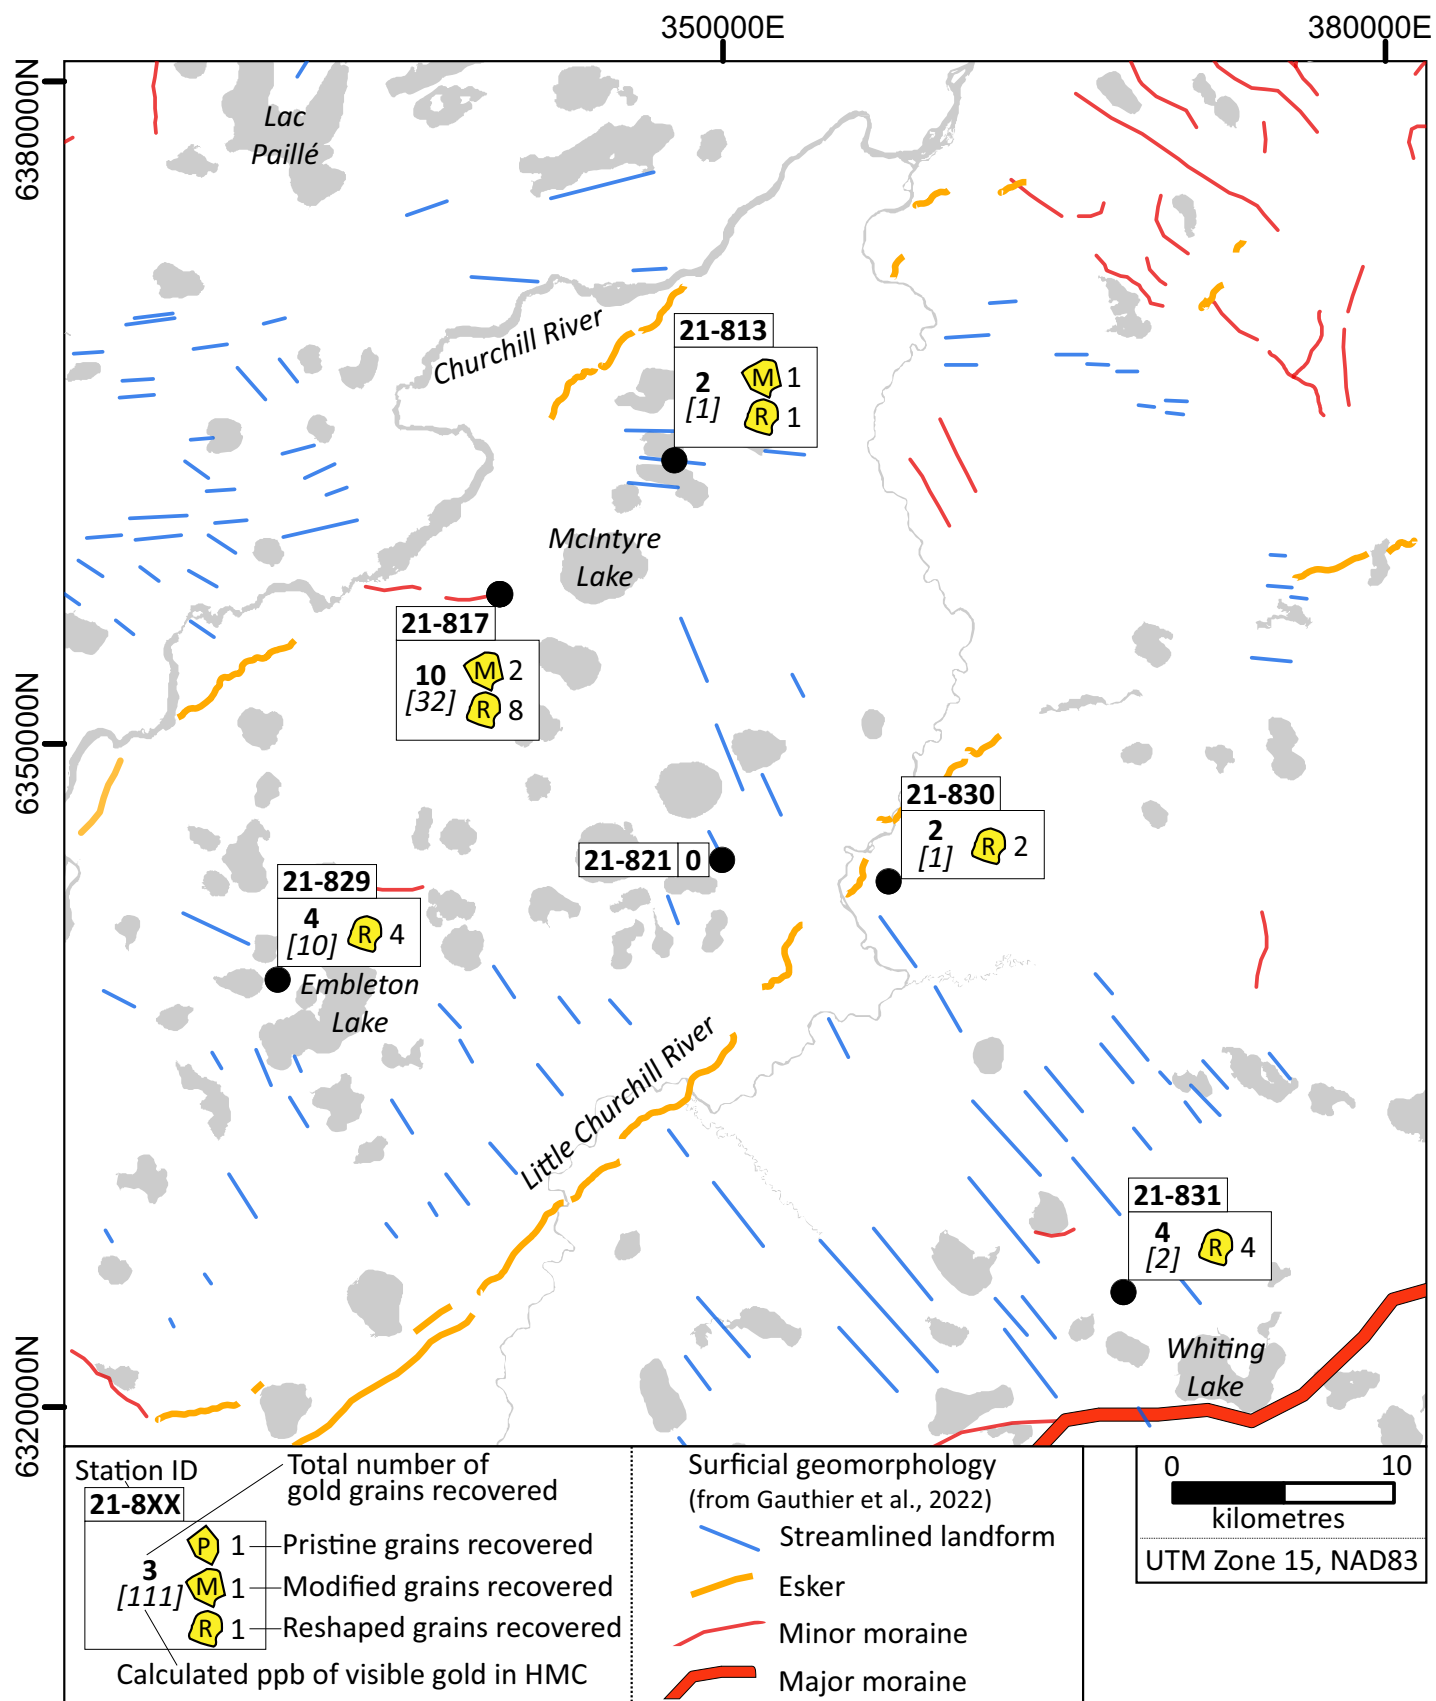 350000E
380000E
6380000N
6350000N
6320000N
Lac
Paillé
Churchill River
21-813
2
[1]
M 1
R 1
McIntyre
Lake
21-817
10
[32]
M 2
R 8
21-830
2
[1]
R 2
21-821 0
21-829
4
[10]
R 4
Embleton
Lake
Little Churchill River
21-831
4
[2]
R 4
Whiting
Lake
Station ID
21-8XX
Total number of
gold grains recovered
3
[111]
P 1 Pristine grains recovered
M 1 Modified grains recovered
R 1 Reshaped grains recovered
Calculated ppb of visible gold in HMC
Surficial geomorphology
(from Gauthier et al., 2022)
Streamlined landform
Esker
Minor moraine
Major moraine
0 10
kilometres
UTM Zone 15, NAD83